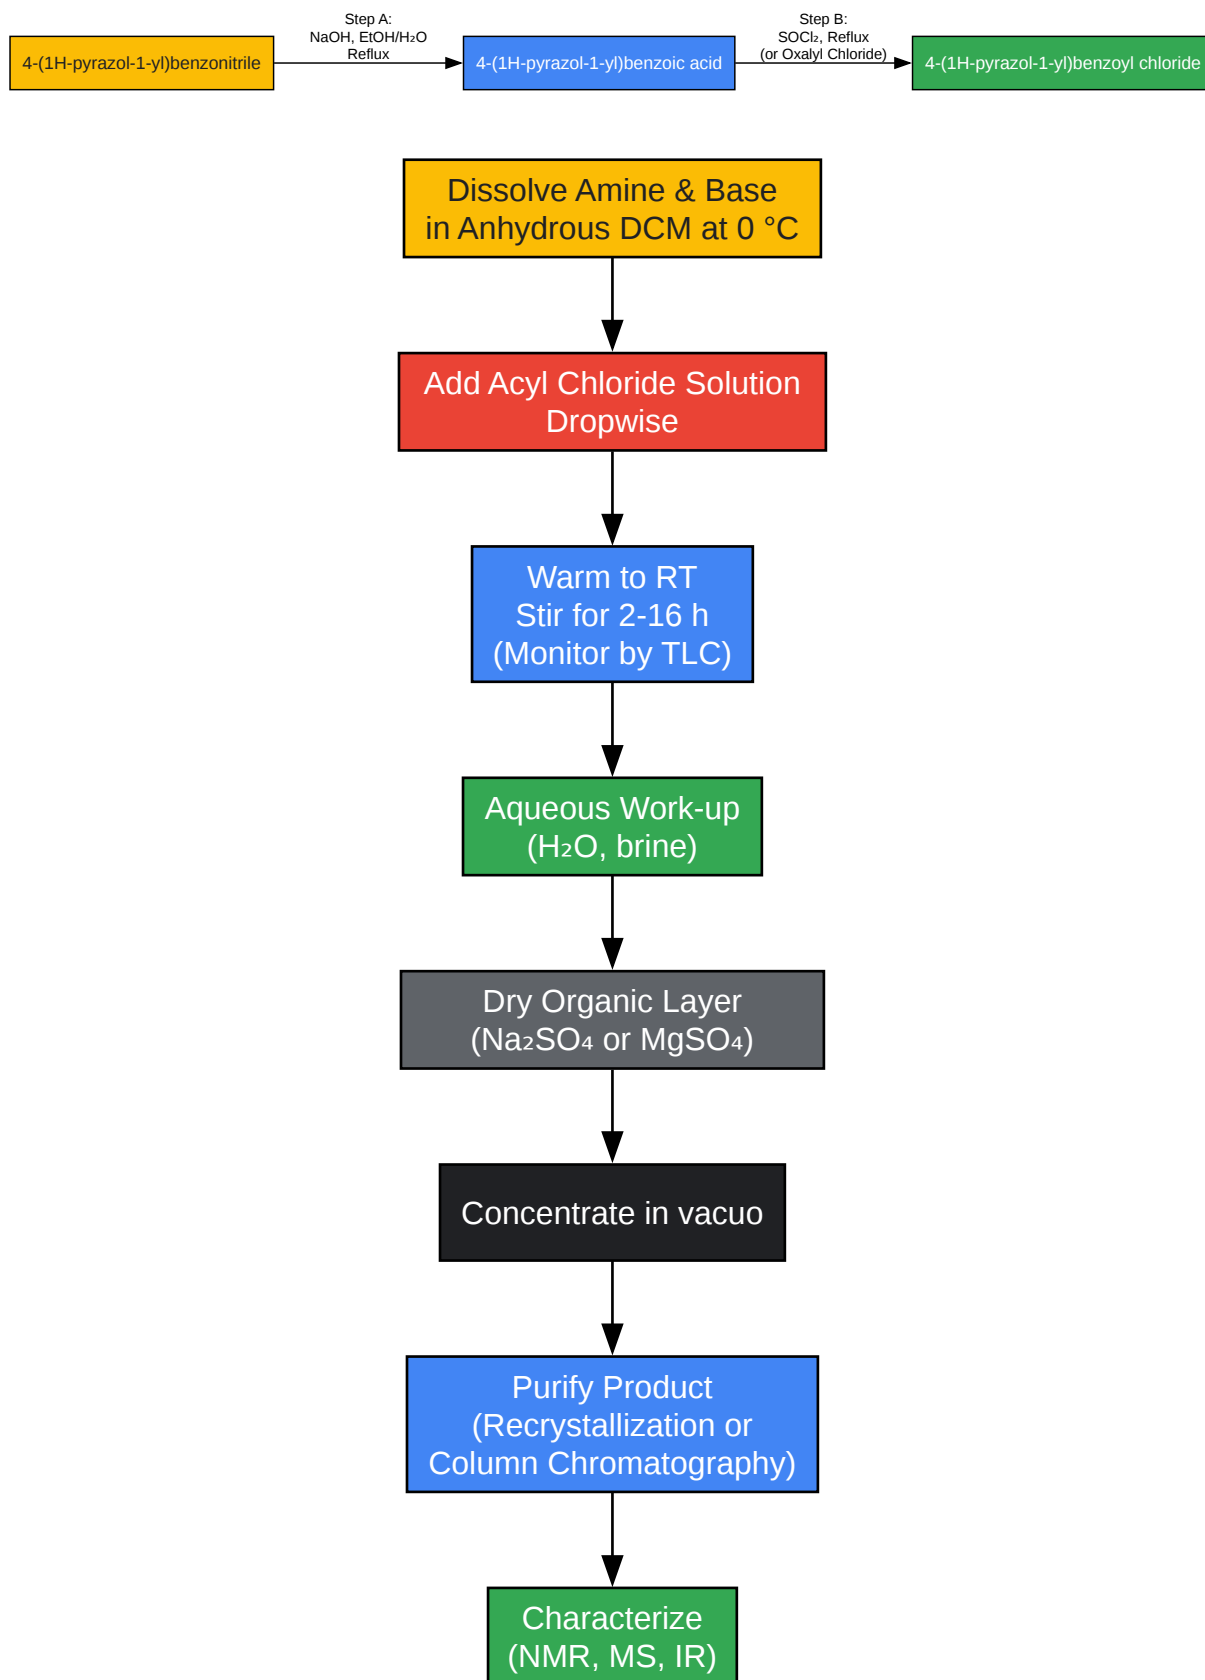 4-(1H-pyrazol-1-yl)benzonitrile
Step A:
NaOH, EtOH/H₂O
Reflux
4-(1H-pyrazol-1-yl)benzoic acid
Step B:
SOCl₂, Reflux
(or Oxalyl Chloride)
4-(1H-pyrazol-1-yl)benzoyl chloride
Dissolve Amine & Base
in Anhydrous DCM at 0 °C
Add Acyl Chloride Solution
Dropwise
Warm to RT
Stir for 2-16 h
(Monitor by TLC)
Aqueous Work-up
(H₂O, brine)
Dry Organic Layer
(Na₂SO₄ or MgSO₄)
Concentrate in vacuo
Purify Product
(Recrystallization or
Column Chromatography)
Characterize
(NMR, MS, IR)